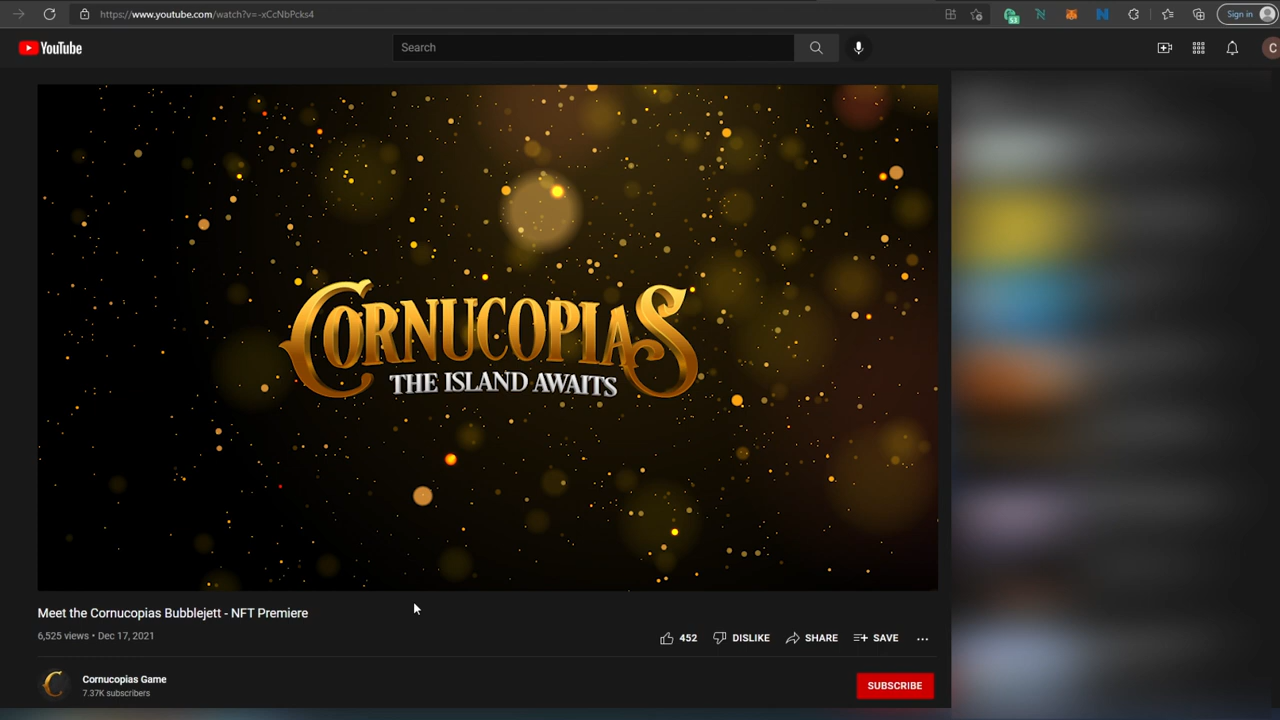 https://www.youtube.com/watch?v=-xCcNbPcks4
53
Sign in
YouTube
Search
C
CORNUCOPIAS
THE ISLAND AWAITS
Meet the Cornucopias Bubblejett - NFT Premiere
6,525 views • Dec 17, 2021
452
DISLIKE
SHARE
SAVE
C
Cornucopias Game
7.37K subscribers
SUBSCRIBE